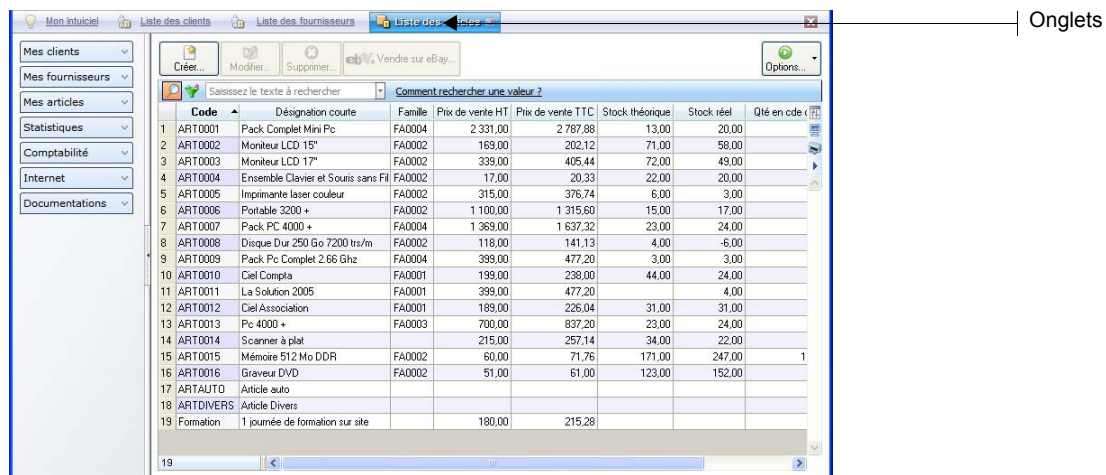 Mon Intuiciel Liste des clients Liste des fournisseurs Liste des articles
Onglets
Mes clients
Mes fournisseurs
Mes articles
Statistiques
Comptabilité
Internet
Documentations
Créer... Modifier... Supprimer... eBay Vendre sur eBay... Options...
Saisissez le texte à rechercher Comment rechercher une valeur ?
Code Désignation courte Famille Prix de vente HT Prix de vente TTC Stock théorique Stock réel Qté en cde
1 ART0001 Pack Complet Mini Pc FA0004 2 331,00 2 787,88 13,00 20,00
2 ART0002 Moniteur LCD 15" FA0002 169,00 202,12 71,00 58,00
3 ART0003 Moniteur LCD 17" FA0002 339,00 405,44 72,00 49,00
4 ART0004 Ensemble Clavier et Souris sans Fil FA0002 17,00 20,33 22,00 20,00
5 ART0005 Imprimante laser couleur FA0002 315,00 376,74 6,00 3,00
6 ART0006 Portable 3200 + FA0002 1 100,00 1 315,60 15,00 17,00
7 ART0007 Pack PC 4000 + FA0004 1 369,00 1 637,32 23,00 24,00
8 ART0008 Disque Dur 250 Go 7200 trs/m FA0002 118,00 141,13 4,00 -6,00
9 ART0009 Pack Pc Complet 2.66 Ghz FA0004 399,00 477,20 3,00 3,00
10 ART0010 Ciel Compta FA0001 199,00 238,00 44,00 24,00
11 ART0011 La Solution 2005 FA0001 399,00 477,20 4,00
12 ART0012 Ciel Association FA0001 189,00 226,04 31,00 31,00
13 ART0013 Pc 4000 + FA0003 700,00 837,20 23,00 24,00
14 ART0014 Scanner à plat 215,00 257,14 34,00 22,00
15 ART0015 Mémoire 512 Mo DDR FA0002 60,00 71,76 171,00 247,00 1
16 ART0016 Graveur DVD FA0002 51,00 61,00 123,00 152,00
17 ARTAUTO Article auto
18 ARTDIVERS Article Divers
19 Formation 1 journée de formation sur site 180,00 215,28
19